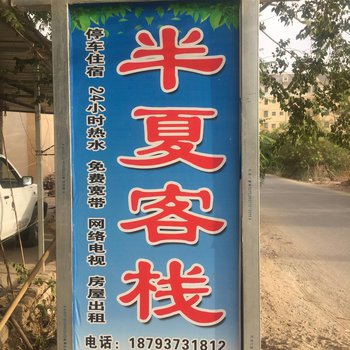 半夏客栈
停车住宿 24小时热水 免费宽带 网络电视 房屋出租
电话：18793731812